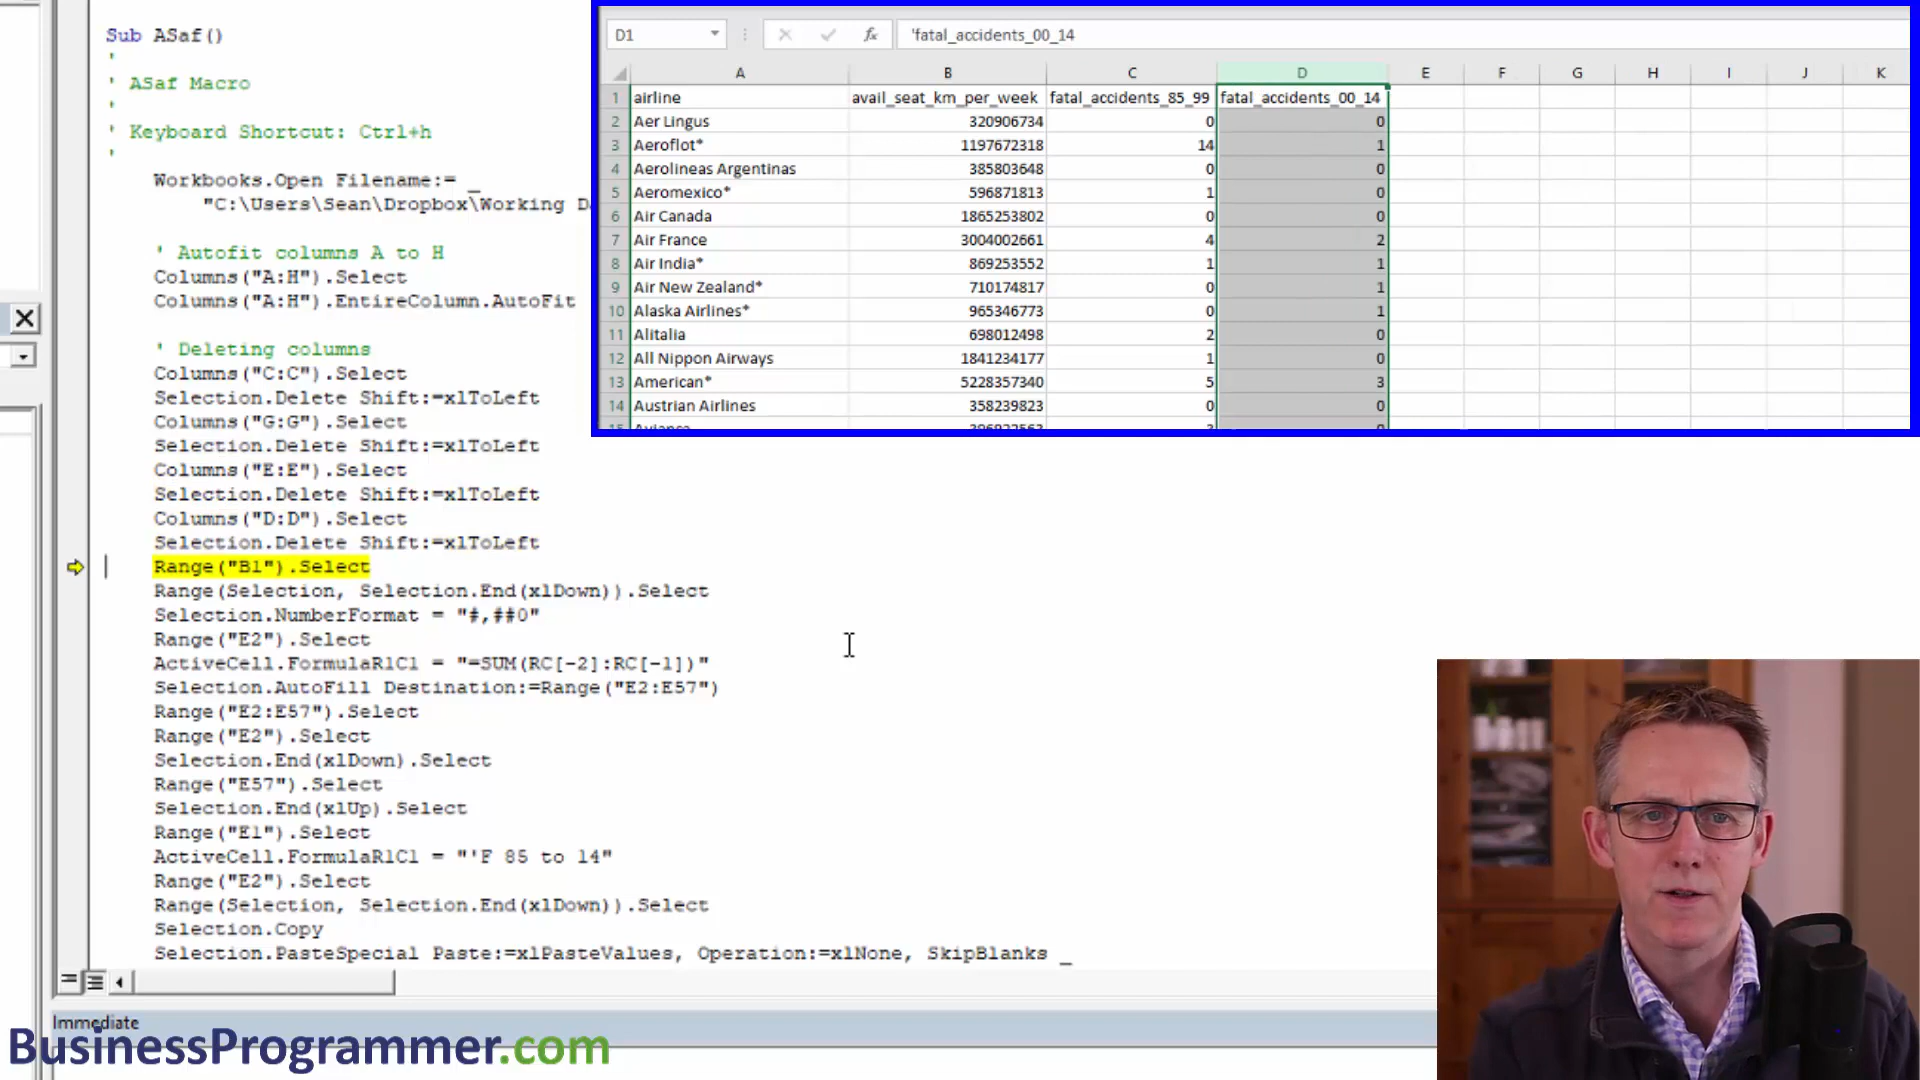 Sub ASaf()
'
' ASaf Macro
'
' Keyboard Shortcut: Ctrl+h
'
Workbooks.Open Filename:= _
"C:\Users\Sean\Dropbox\Working D
' Autofit columns A to H
Columns("A:H").Select
Columns("A:H").EntireColumn.AutoFit
' Deleting columns
Columns("C:C").Select
Selection.Delete Shift:=xlToLeft
Columns("G:G").Select
Selection.Delete Shift:=xlToLeft
Columns("E:E").Select
Selection.Delete Shift:=xlToLeft
Columns("D:D").Select
Selection.Delete Shift:=xlToLeft
Range("B1").Select
Range(Selection, Selection.End(xlDown)).Select
Selection.NumberFormat = "#,##0"
Range("E2").Select
ActiveCell.FormulaR1C1 = "=SUM(RC[-2]:RC[-1])"
Selection.AutoFill Destination:=Range("E2:E57")
Range("E2:E57").Select
Range("E2").Select
Selection.End(xlDown).Select
Range("E57").Select
Selection.End(xlUp).Select
Range("E1").Select
ActiveCell.FormulaR1C1 = "'F 85 to 14"
Range("E2").Select
Range(Selection, Selection.End(xlDown)).Select
Selection.Copy
Selection.PasteSpecial Paste:=xlPasteValues, Operation:=xlNone, SkipBlanks _
Immediate
BusinessProgrammer.com
D1 fx 'fatal_accidents_00_14
A B C D E F G H I J K
1 airline avail_seat_km_per_week fatal_accidents_85_99 fatal_accidents_00_14
2 Aer Lingus 320906734 0 0
3 Aeroflot* 1197672318 14 1
4 Aerolineas Argentinas 385803648 0 0
5 Aeromexico* 596871813 1 0
6 Air Canada 1865253802 0 0
7 Air France 3004002661 4 2
8 Air India* 869253552 1 1
9 Air New Zealand* 710174817 0 1
10 Alaska Airlines* 965346773 0 1
11 Alitalia 698012498 2 0
12 All Nippon Airways 1841234177 1 0
13 American* 5228357340 5 3
14 Austrian Airlines 358239823 0 0